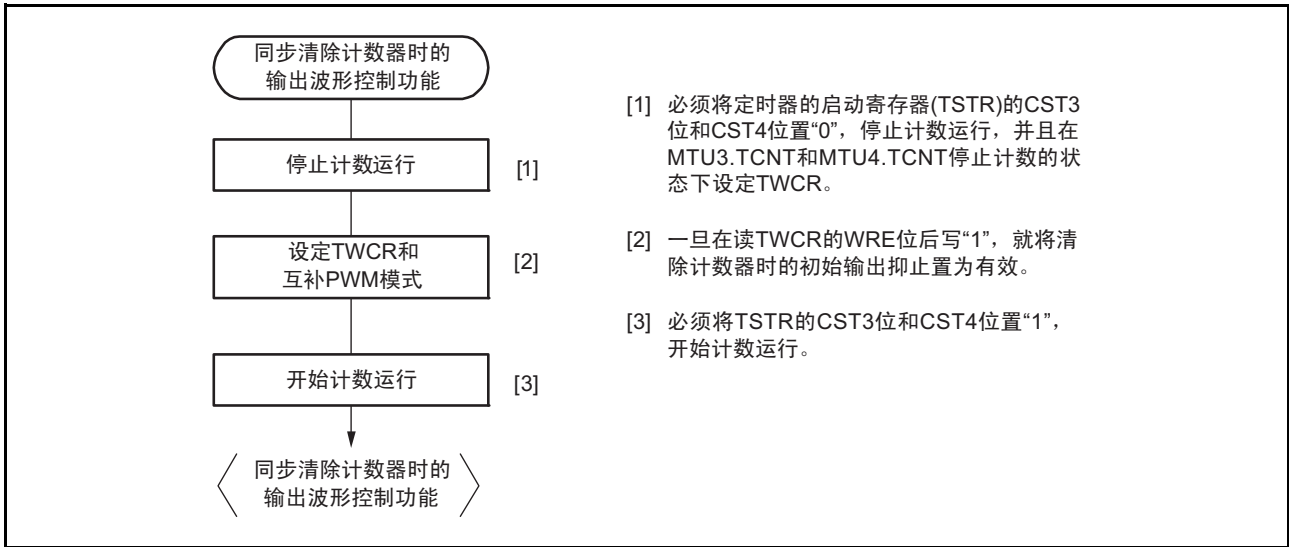 同步清除计数器时的
输出波形控制功能
停止计数运行
[1]
设定TWCR和
互补PWM模式
[2]
开始计数运行
[3]
同步清除计数器时的
输出波形控制功能
[1] 必须将定时器的启动寄存器(TSTR)的CST3
位和CST4位置“0”，停止计数运行，并且在
MTU3.TCNT和MTU4.TCNT停止计数的状
态下设定TWCR。
[2] 一旦在读TWCR的WRE位后写“1”，就将清
除计数器时的初始输出抑止置为有效。
[3] 必须将TSTR的CST3位和CST4位置“1”，
开始计数运行。